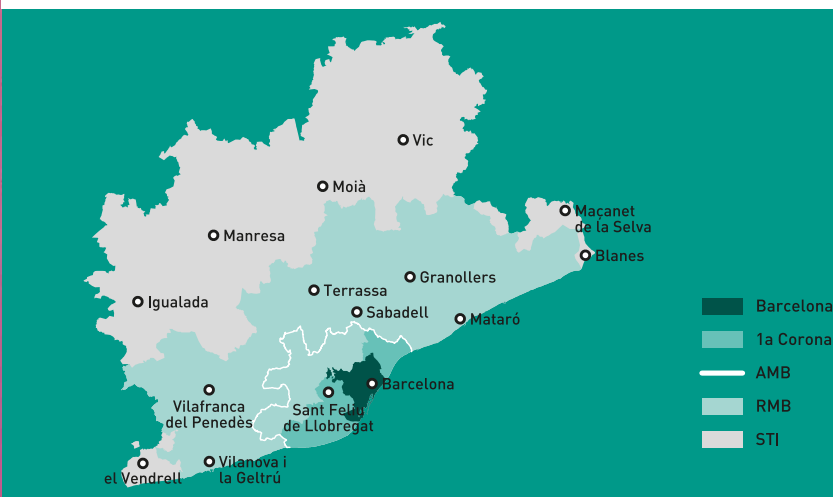 Vic
Moià
Maçanet
de la Selva
Manresa
Blanes
Granollers
Terrassa
Igualada
Sabadell
Mataró
Barcelona
Sant Feliu
de Llobregat
Vilafranca
del Penedès
Vilanova i
la Geltrú
el Vendrell
Barcelona
1a Corona
AMB
RMB
STI